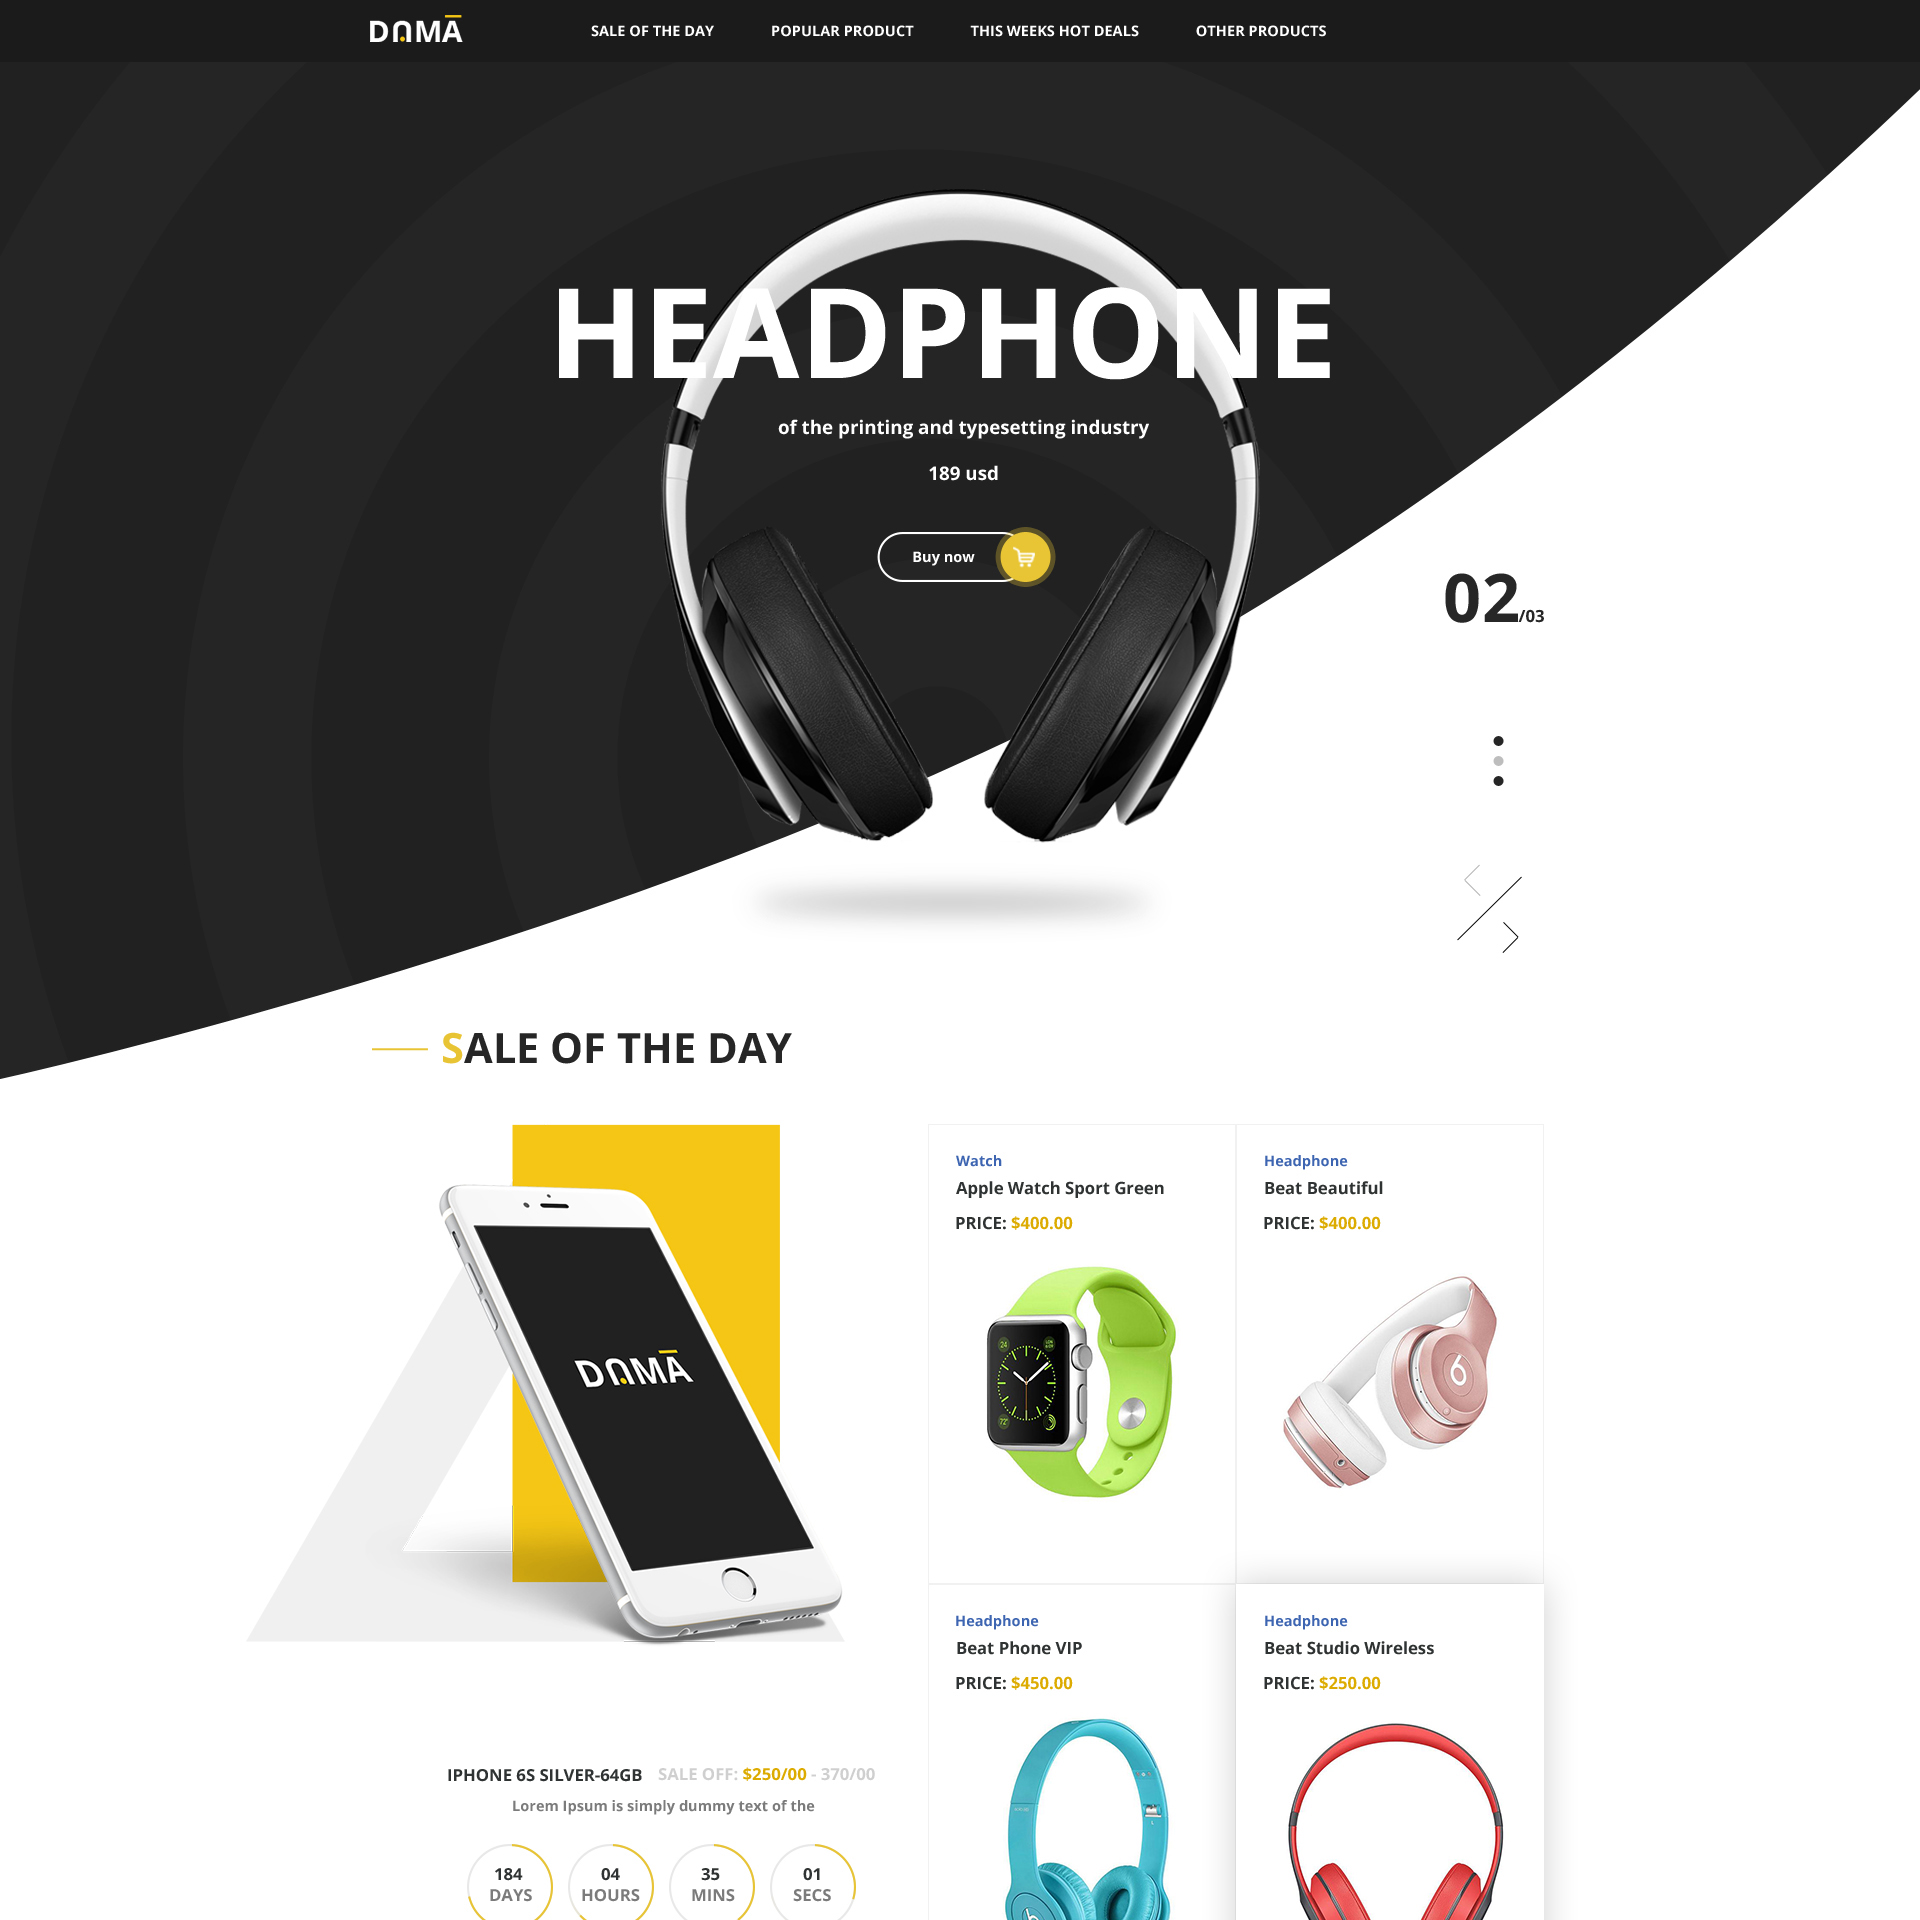 DOMĀ
SALE OF THE DAY
POPULAR PRODUCT
THIS WEEKS HOT DEALS
OTHER PRODUCTS
HEADPHONE
of the printing and typesetting industry
189 usd
Buy now
02/03
SALE OF THE DAY
DOMĀ
Watch
Apple Watch Sport Green
PRICE: $400.00
Headphone
Beat Beautiful
PRICE: $400.00
24
72°
Headphone
Beat Phone VIP
PRICE: $450.00
Headphone
Beat Studio Wireless
PRICE: $250.00
IPHONE 6S SILVER-64GB SALE OFF: $250/00 - 370/00
Lorem Ipsum is simply dummy text of the
184 DAYS
04 HOURS
35 MINS
01 SECS